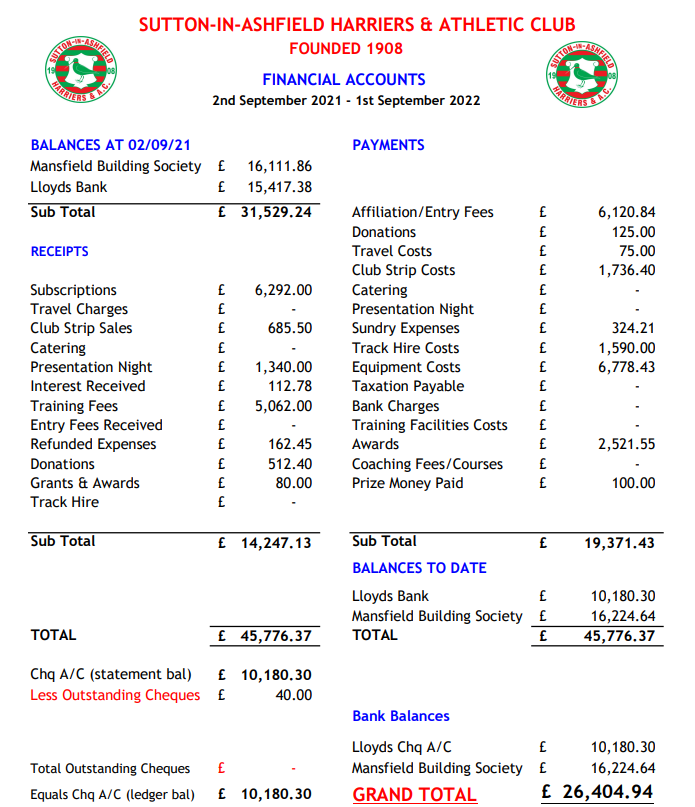 SUTTON-IN-ASHFIELD HARRIERS & ATHLETIC CLUB
FOUNDED 1908
SUTTON-IN-ASHFIELD
1908
HARRIERS & A.C.
SUTTON-IN-ASHFIELD
1908
HARRIERS & A.C.
FINANCIAL ACCOUNTS
2nd September 2021 - 1st September 2022
BALANCES AT 02/09/21
Mansfield Building Society £ 16,111.86
Lloyds Bank £ 15,417.38
Sub Total £ 31,529.24
RECEIPTS
Subscriptions £ 6,292.00
Travel Charges £ -
Club Strip Sales £ 685.50
Catering £ -
Presentation Night £ 1,340.00
Interest Received £ 112.78
Training Fees £ 5,062.00
Entry Fees Received £ -
Refunded Expenses £ 162.45
Donations £ 512.40
Grants & Awards £ 80.00
Track Hire £ -
Sub Total £ 14,247.13
TOTAL £ 45,776.37
Chq A/C (statement bal) £ 10,180.30
Less Outstanding Cheques £ 40.00
Total Outstanding Cheques £ -
Equals Chq A/C (ledger bal) £ 10,180.30
PAYMENTS
Affiliation/Entry Fees £ 6,120.84
Donations £ 125.00
Travel Costs £ 75.00
Club Strip Costs £ 1,736.40
Catering £ -
Presentation Night £ -
Sundry Expenses £ 324.21
Track Hire Costs £ 1,590.00
Equipment Costs £ 6,778.43
Taxation Payable £ -
Bank Charges £ -
Training Facilities Costs £ -
Awards £ 2,521.55
Coaching Fees/Courses £ -
Prize Money Paid £ 100.00
Sub Total £ 19,371.43
BALANCES TO DATE
Lloyds Bank £ 10,180.30
Mansfield Building Society £ 16,224.64
TOTAL £ 45,776.37
Bank Balances
Lloyds Chq A/C £ 10,180.30
Mansfield Building Society £ 16,224.64
GRAND TOTAL £ 26,404.94